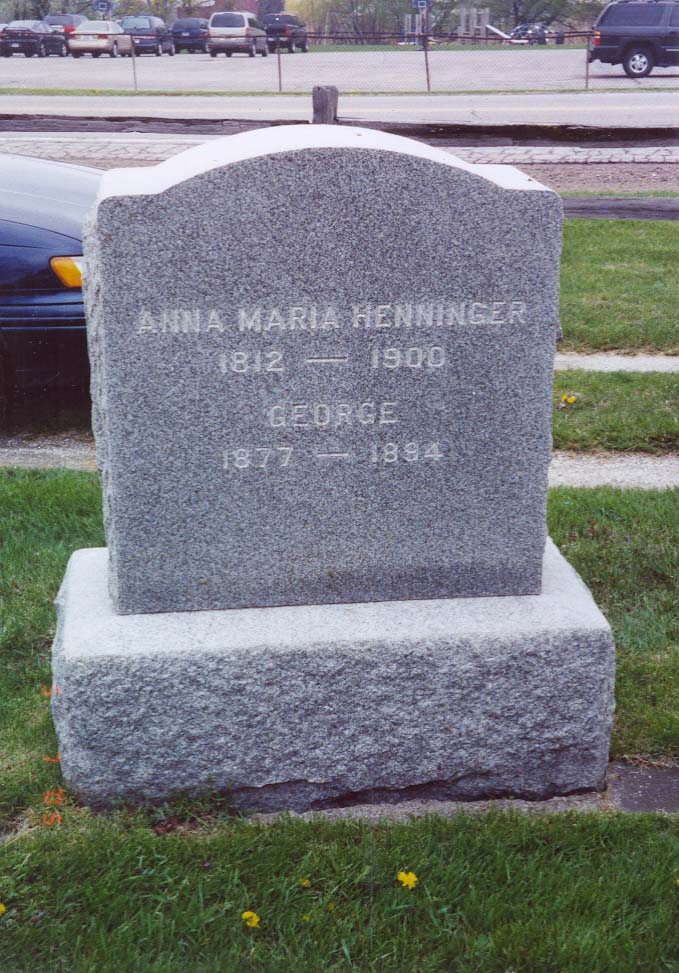 ANNA MARIA HENNINGER
1812 — 1900
GEORGE
1877 — 1894